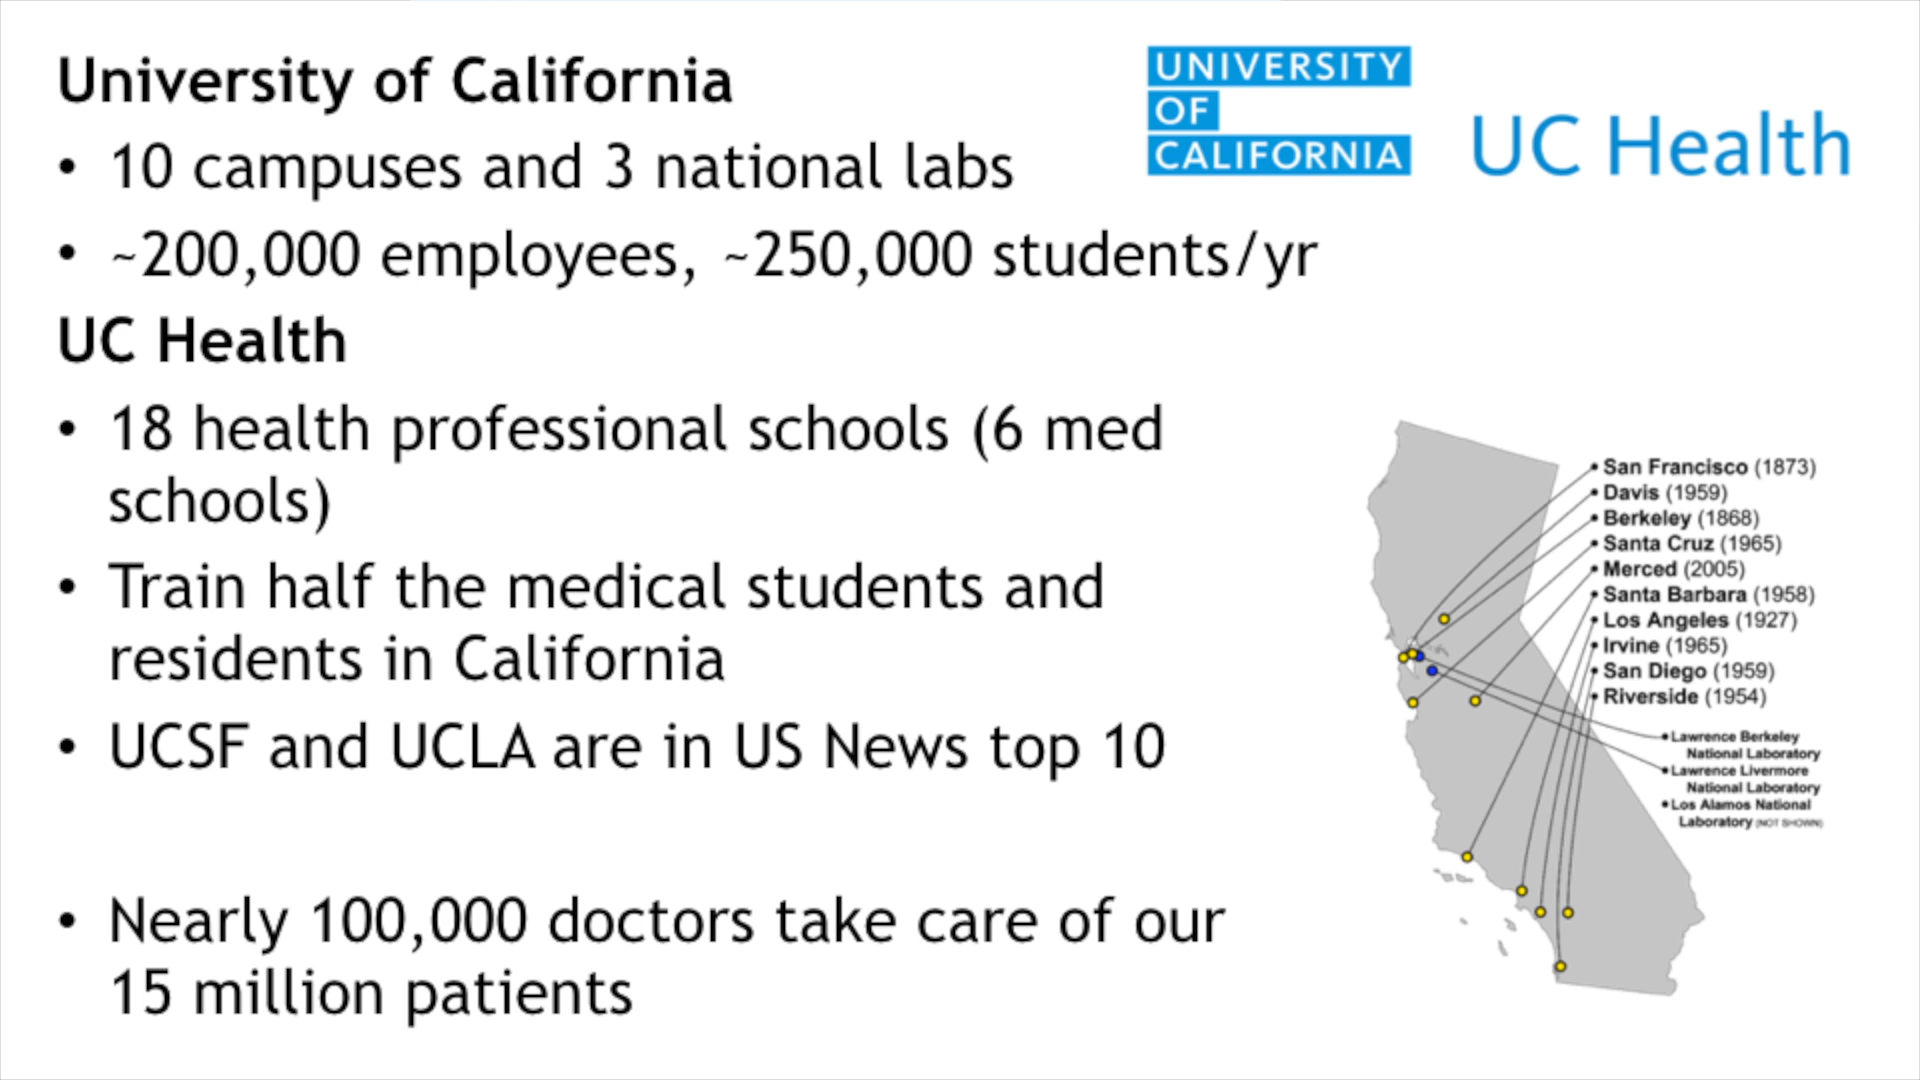 University of California
• 10 campuses and 3 national labs
• ~200,000 employees, ~250,000 students/yr
UC Health
• 18 health professional schools (6 med
schools)
• Train half the medical students and
residents in California
• UCSF and UCLA are in US News top 10
• Nearly 100,000 doctors take care of our
15 million patients
UNIVERSITY
OF
CALIFORNIA
UC Health
• San Francisco (1873)
• Davis (1959)
• Berkeley (1868)
• Santa Cruz (1965)
• Merced (2005)
• Santa Barbara (1958)
• Los Angeles (1927)
• Irvine (1965)
• San Diego (1959)
• Riverside (1954)
• Lawrence Berkeley
National Laboratory
• Lawrence Livermore
National Laboratory
• Los Alamos National
Laboratory (NOT SHOWN)